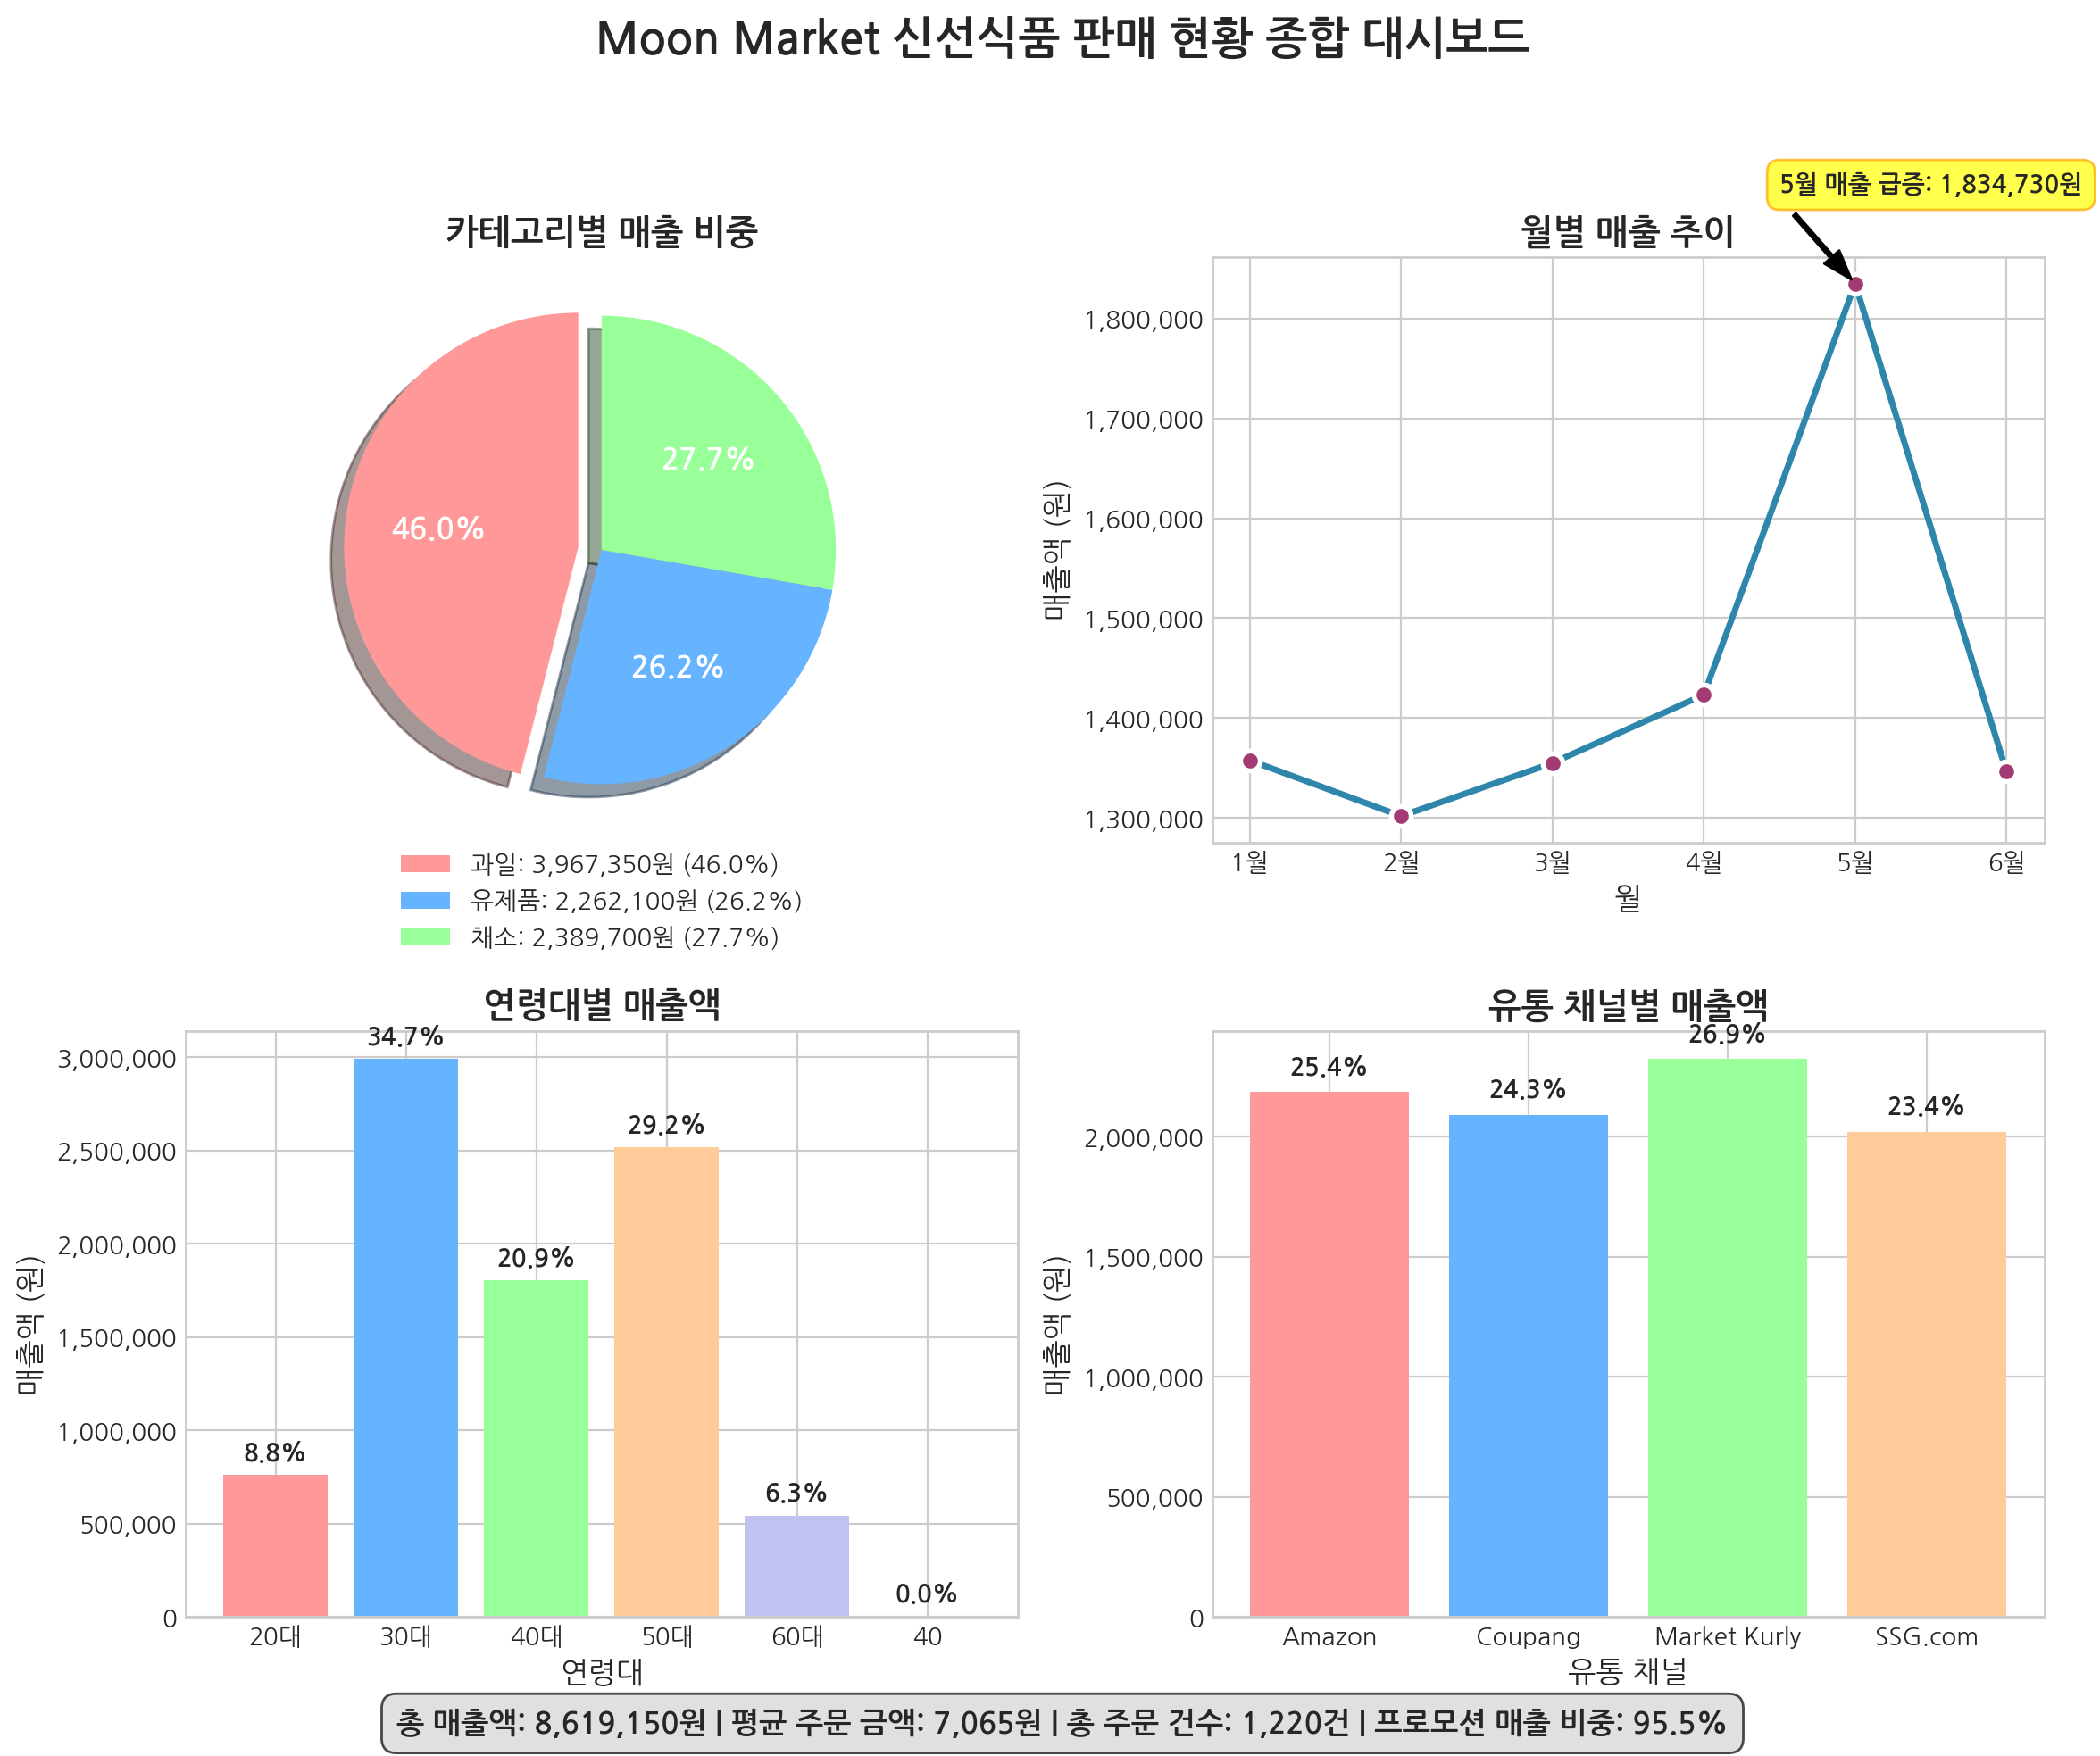 Moon Market 신선식품 판매 현황 종합 대시보드
카테고리별 매출 비중
46.0%
27.7%
26.2%
과일: 3,967,350원 (46.0%)
유제품: 2,262,100원 (26.2%)
채소: 2,389,700원 (27.7%)
5월 매출 급증: 1,834,730원
월별 매출 추이
매출액 (원)
1,800,000
1,700,000
1,600,000
1,500,000
1,400,000
1,300,000
1월 2월 3월 4월 5월 6월
월
연령대별 매출액
매출액 (원)
3,000,000
2,500,000
2,000,000
1,500,000
1,000,000
500,000
0
8.8%
34.7%
20.9%
29.2%
6.3%
0.0%
20대 30대 40대 50대 60대 40
연령대
유통 채널별 매출액
매출액 (원)
2,000,000
1,500,000
1,000,000
500,000
0
25.4%
24.3%
26.9%
23.4%
Amazon Coupang Market Kurly SSG.com
유통 채널
총 매출액: 8,619,150원 | 평균 주문 금액: 7,065원 | 총 주문 건수: 1,220건 | 프로모션 매출 비중: 95.5%